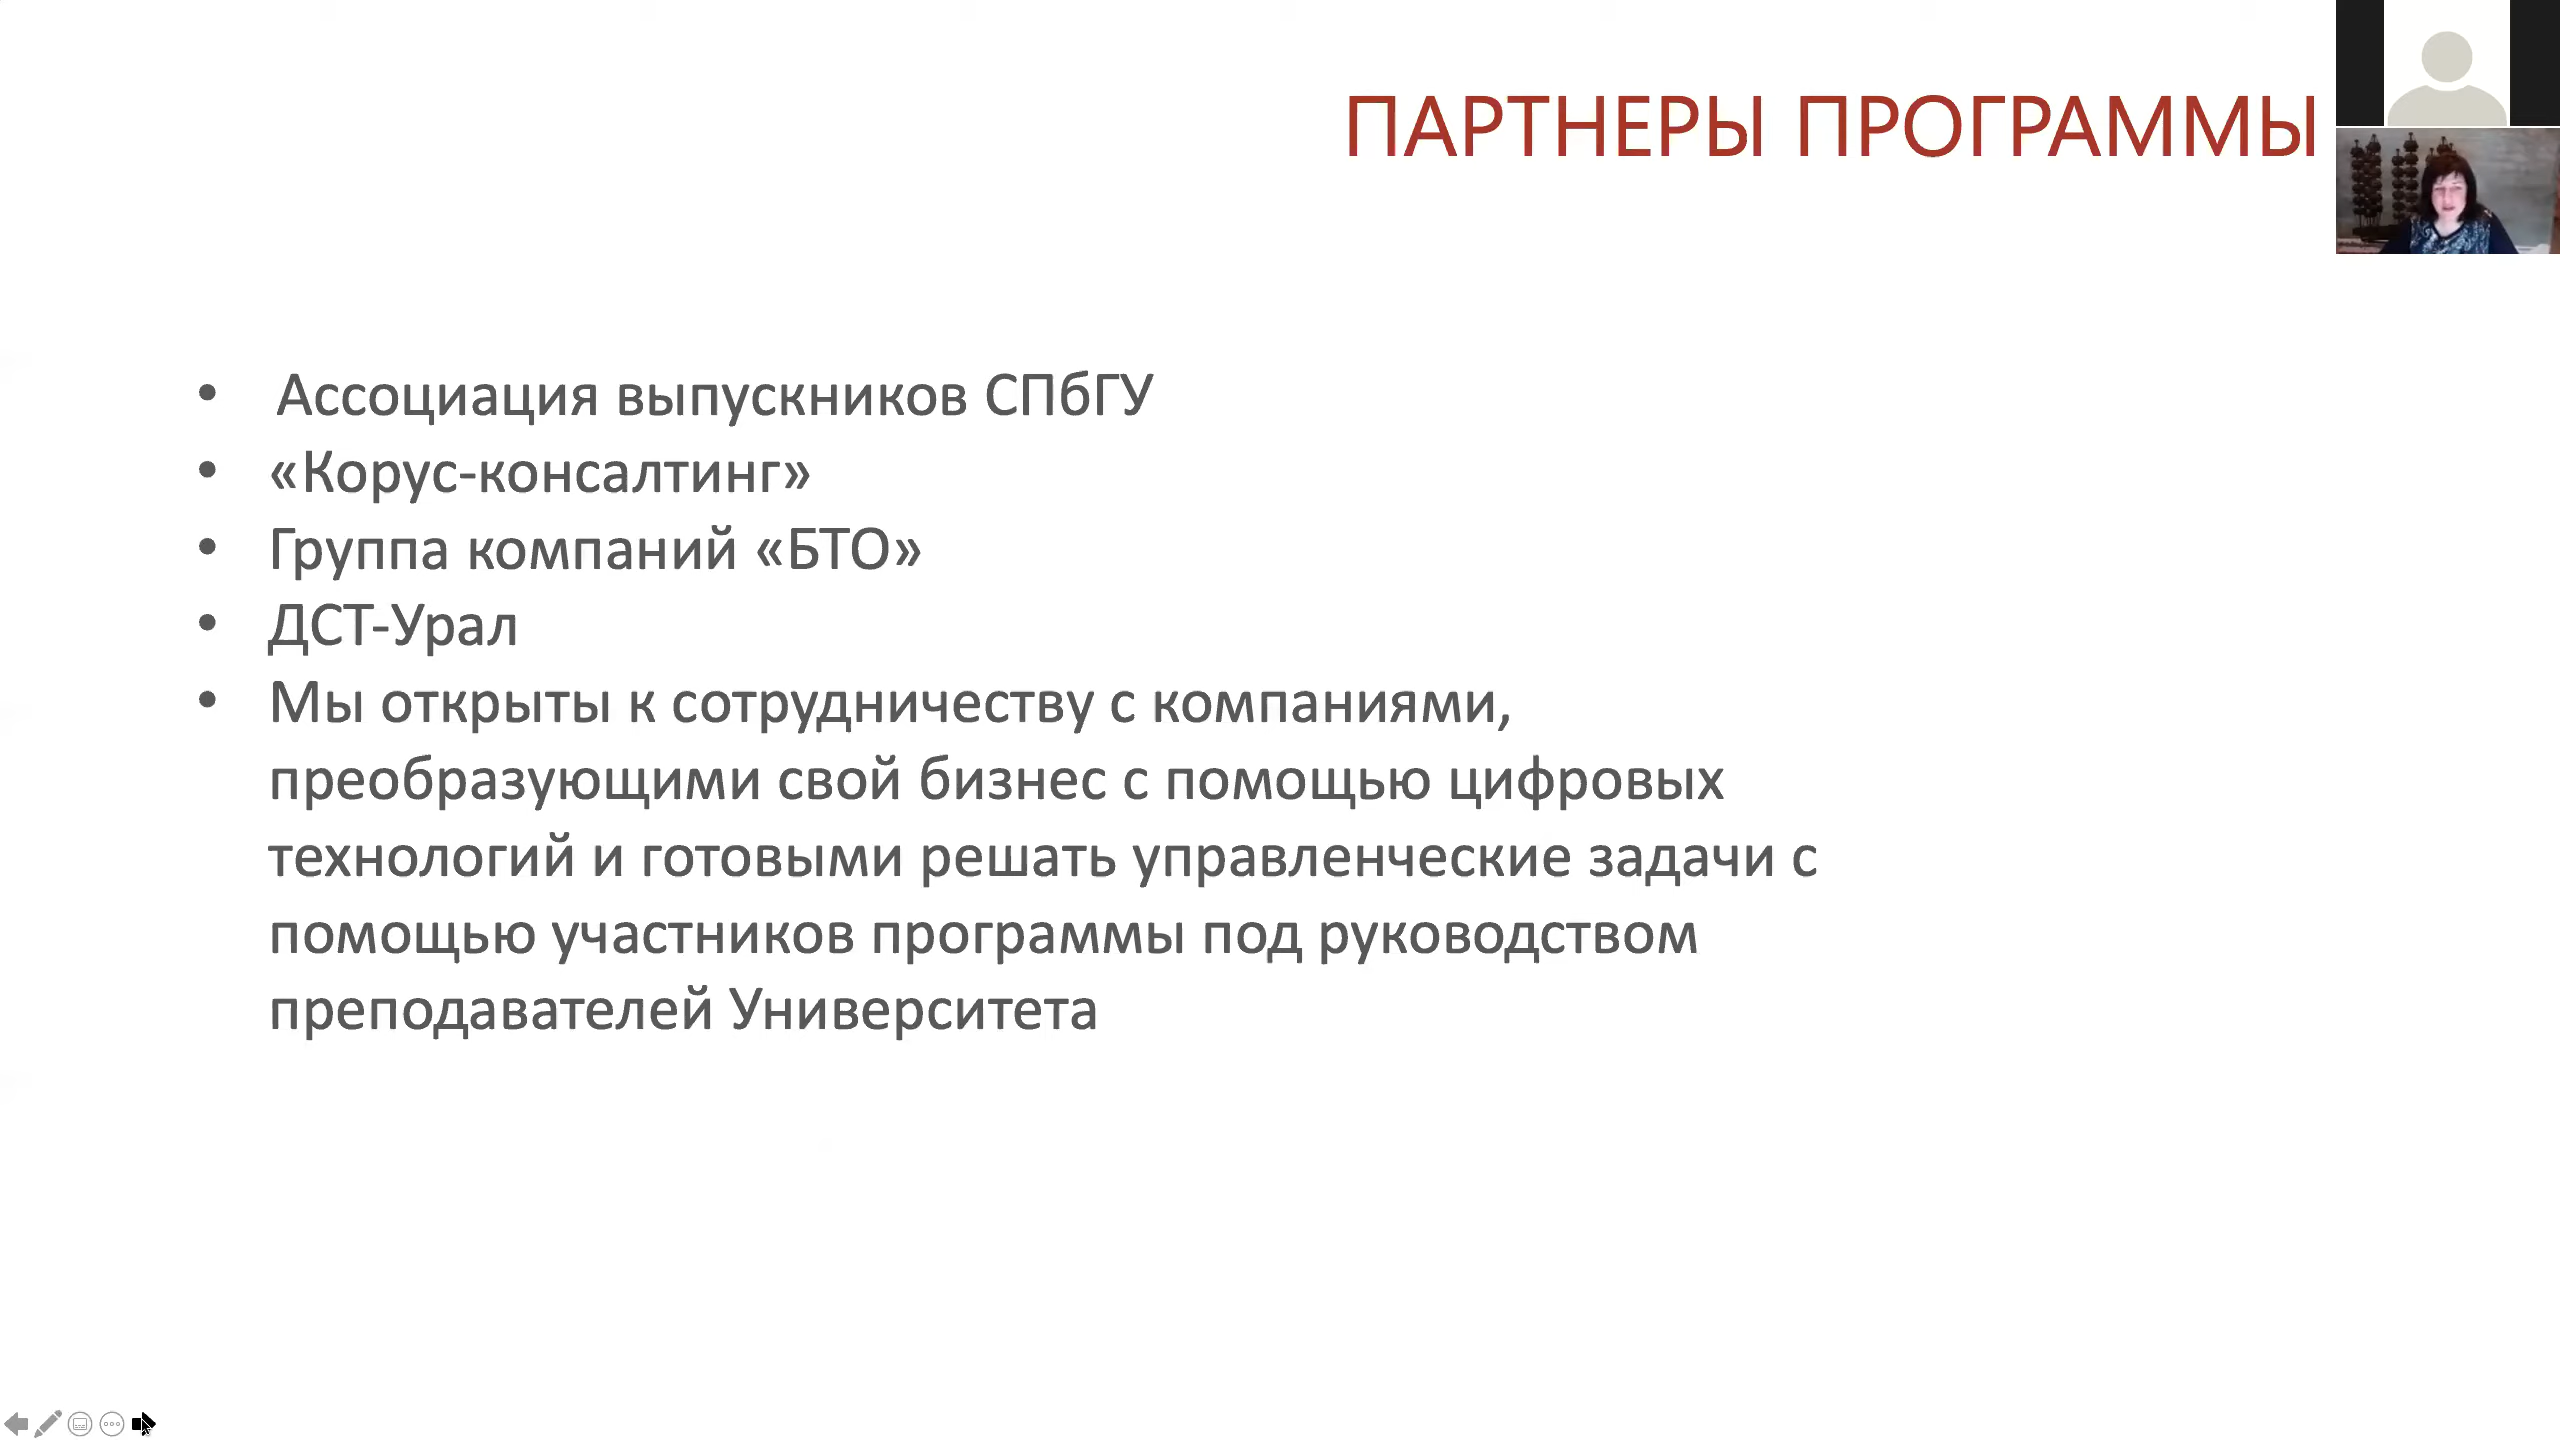 ПАРТНЕРЫ ПРОГРАММЫ
• Ассоциация выпускников СПбГУ
• «Корус-консалтинг»
• Группа компаний «БТО»
• ДСТ-Урал
• Мы открыты к сотрудничеству с компаниями,
преобразующими свой бизнес с помощью цифровых
технологий и готовыми решать управленческие задачи с
помощью участников программы под руководством
преподавателей Университета